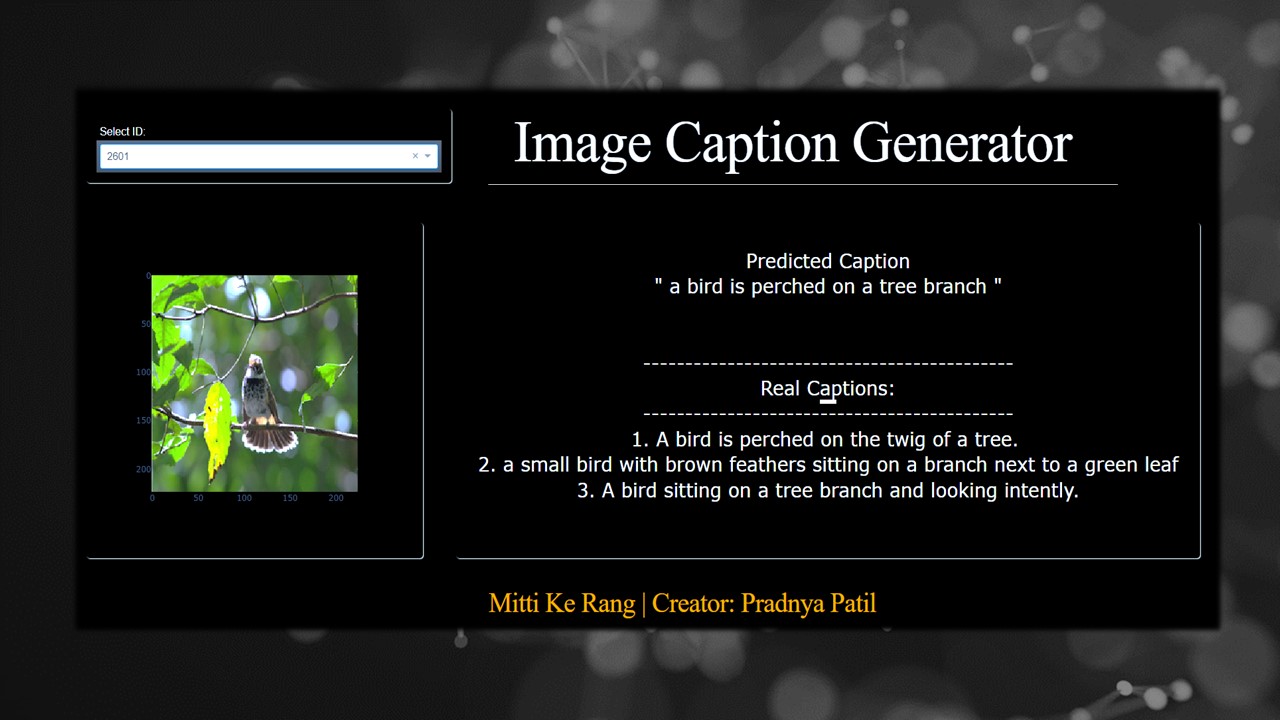 Select ID:
2601
Image Caption Generator
0
50
100
150
200
0 50 100 150 200
Predicted Caption
" a bird is perched on a tree branch "
--------------------------------------------
Real Captions:
--------------------------------------------
1. A bird is perched on the twig of a tree.
2. a small bird with brown feathers sitting on a branch next to a green leaf
3. A bird sitting on a tree branch and looking intently.
Mitti Ke Rang | Creator: Pradnya Patil